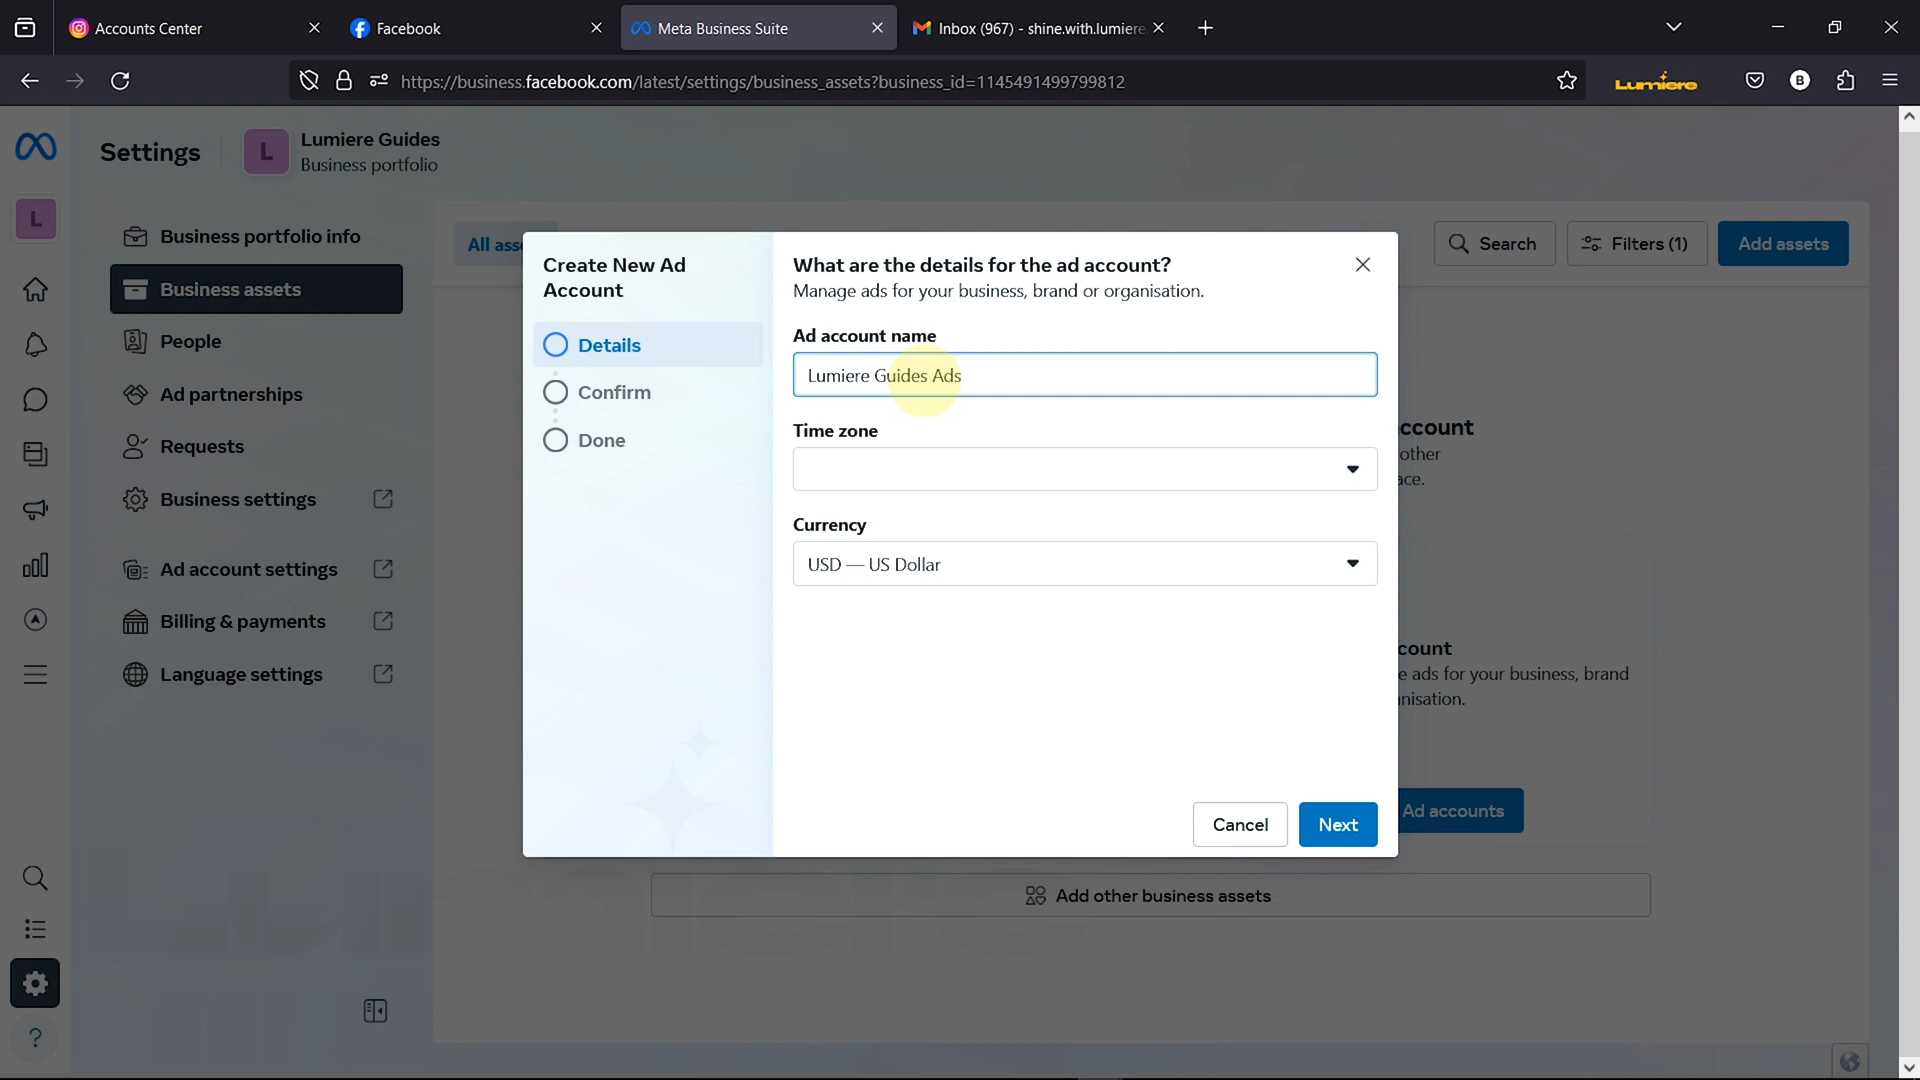 Accounts Center
Facebook
Meta Business Suite
Inbox (967) - shine.with.lumiere
https://business.facebook.com/latest/settings/business_assets?business_id=1145491499799812
Lumiere
B
Settings
L
Lumiere Guides
Business portfolio
L
Business portfolio info
Business assets
People
Ad partnerships
Requests
Business settings
Ad account settings
Billing & payments
Language settings
All asse
Search
Filters (1)
Add assets
Create New Ad
Account
Details
Confirm
Done
What are the details for the ad account?
Manage ads for your business, brand or organisation.
Ad account name
Lumiere Guides Ads
Time zone
Currency
USD — US Dollar
Cancel
Next
ccount
other
ace.
count
e ads for your business, brand
nisation.
Ad accounts
Add other business assets
Lumiere
?